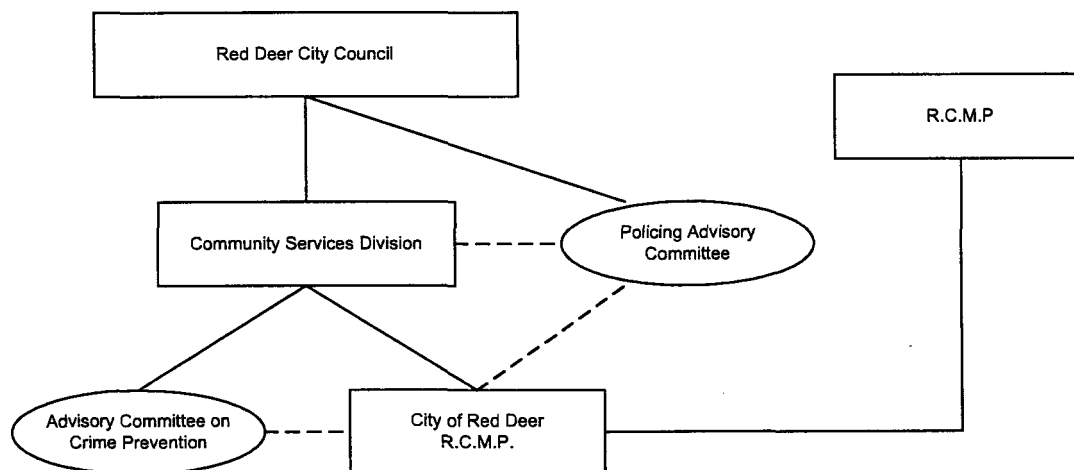 Red Deer City Council
R.C.M.P
Community Services Division
Policing Advisory
Committee
Advisory Committee on
Crime Prevention
City of Red Deer
R.C.M.P.